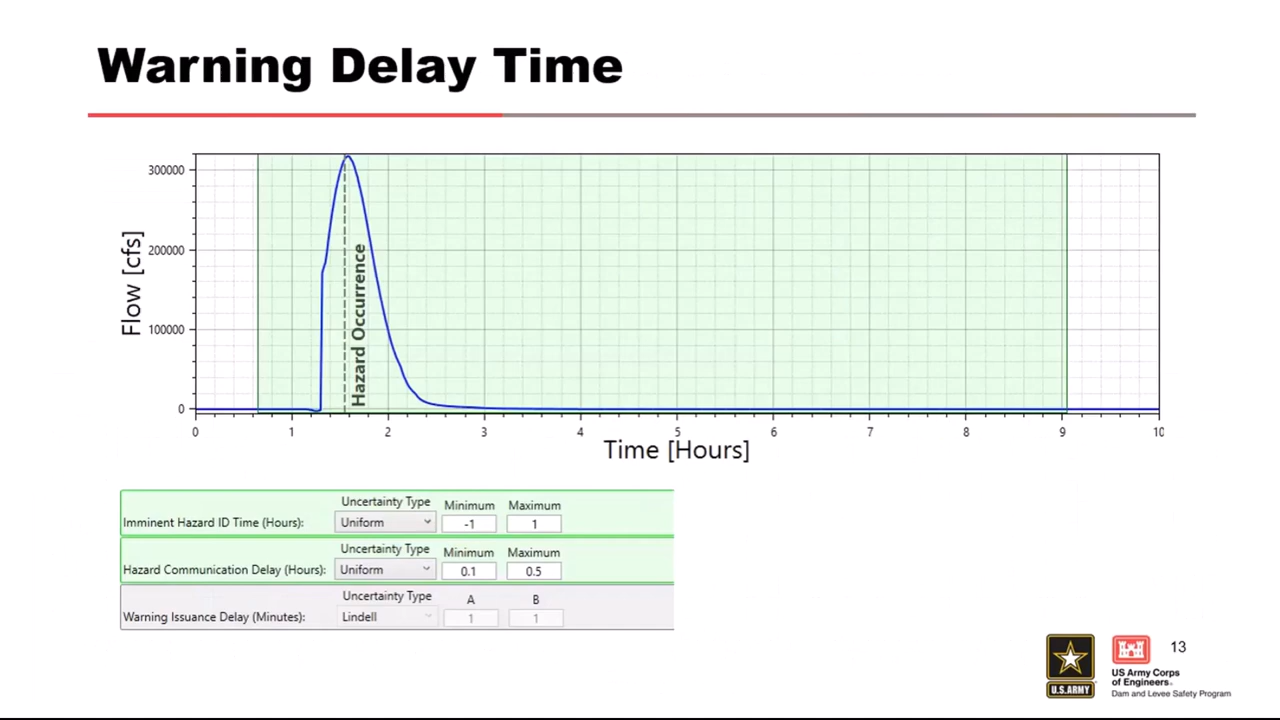 Warning Delay Time
300000
200000
100000
0
Flow [cfs]
Hazard Occurrence
0 1 2 3 4 5 6 7 8 9 10
Time [Hours]
Uncertainty Type Minimum Maximum
Imminent Hazard ID Time (Hours): Uniform -1 1
Uncertainty Type Minimum Maximum
Hazard Communication Delay (Hours): Uniform 0.1 0.5
Uncertainty Type A B
Warning Issuance Delay (Minutes): Lindell 1 1
U.S.ARMY
US Army Corps
of Engineers®
Dam and Levee Safety Program
13